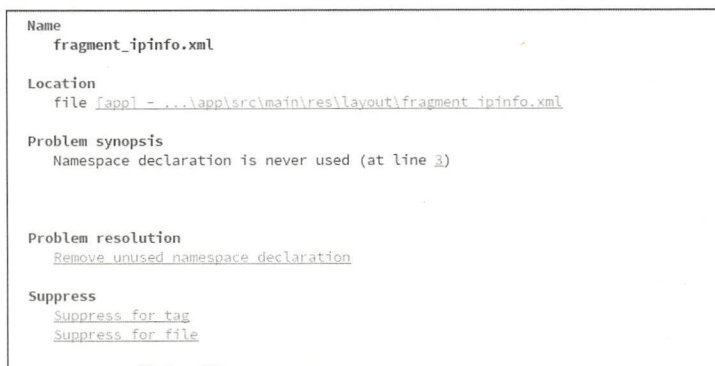 Name
fragment_ipinfo.xml
Location
file [app] - ...\app\src\main\res\layout\fragment_ipinfo.xml
Problem synopsis
Namespace declaration is never used (at line 3)
Problem resolution
Remove unused namespace declaration
Suppress
Suppress for tag
Suppress for file